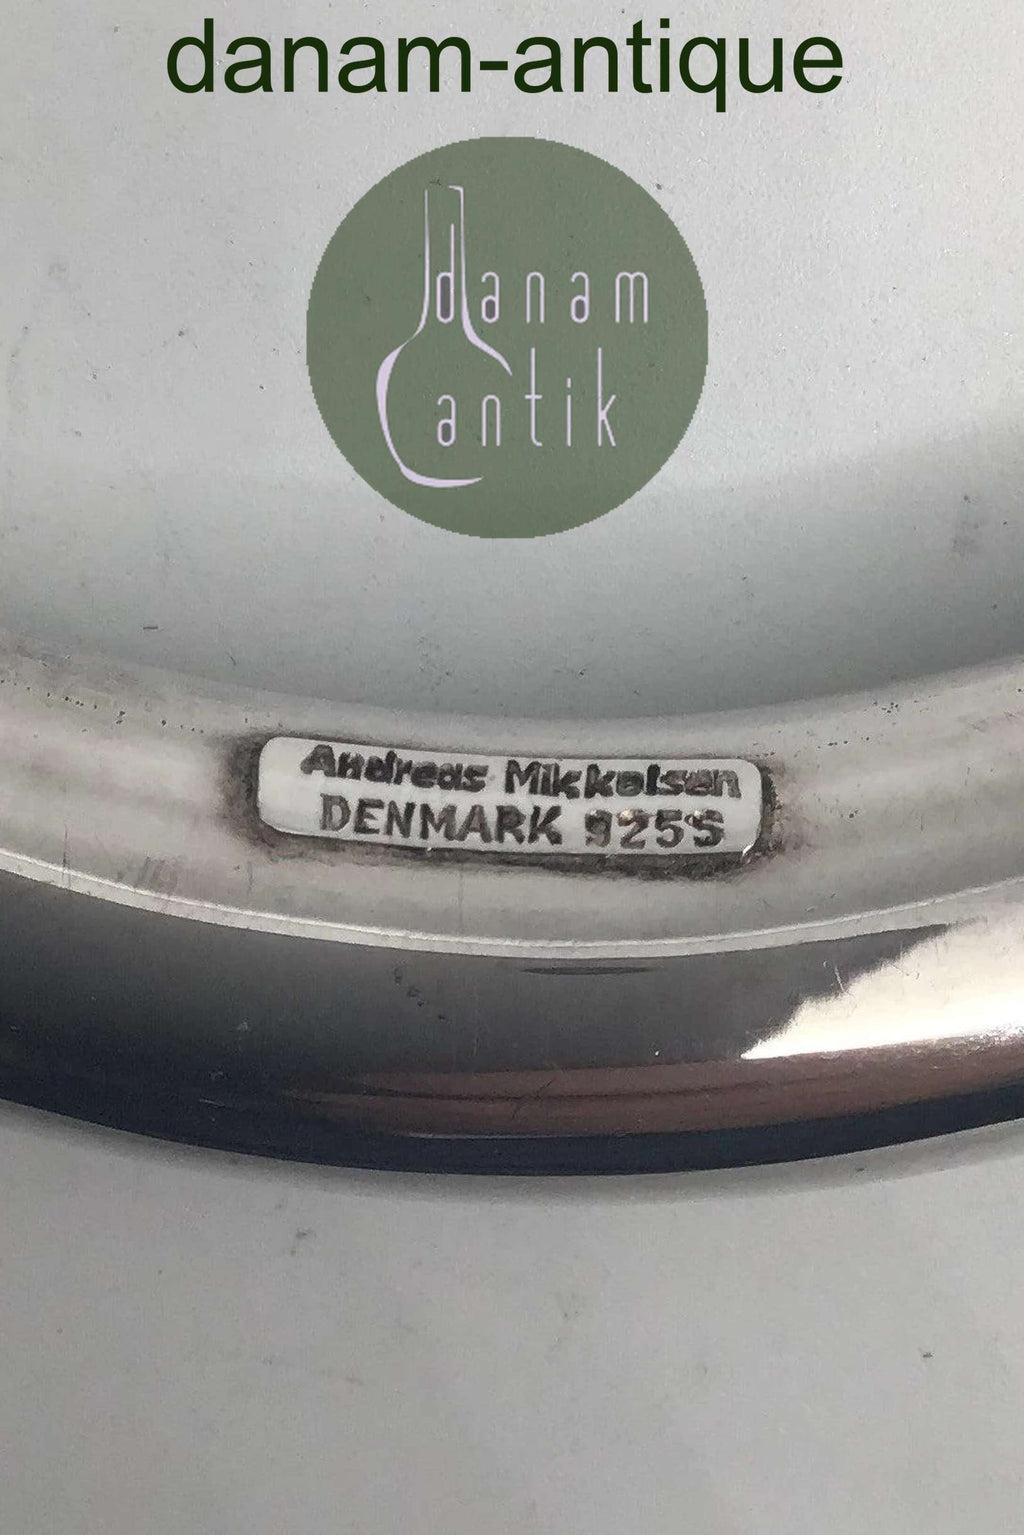 danam-antique
danam
antik
Andreas Mikkelsen
DENMARK 925S